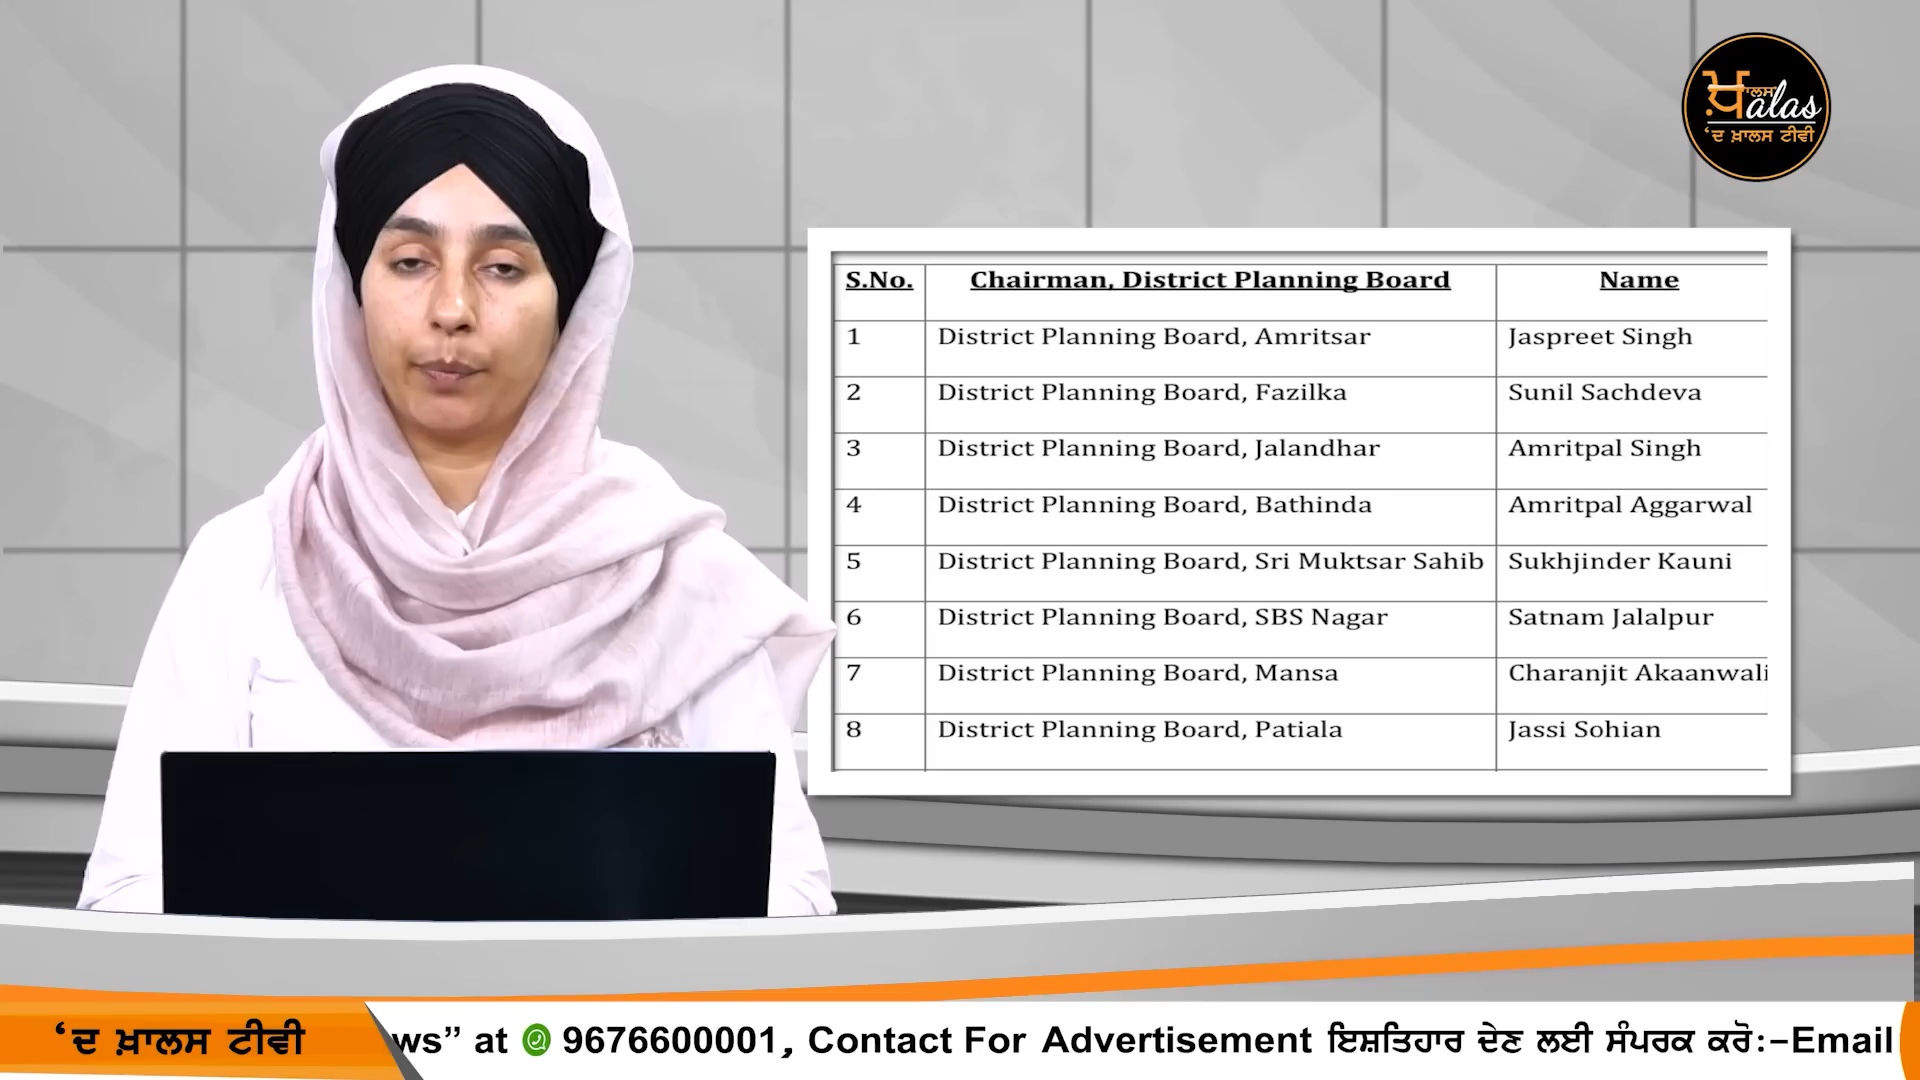 ਖ਼ਾਲਸ
alas
‘ਦ ਖ਼ਾਲਸ ਟੀਵੀ
S.No. Chairman, District Planning Board Name
1 District Planning Board, Amritsar Jaspreet Singh
2 District Planning Board, Fazilka Sunil Sachdeva
3 District Planning Board, Jalandhar Amritpal Singh
4 District Planning Board, Bathinda Amritpal Aggarwal
5 District Planning Board, Sri Muktsar Sahib Sukhjinder Kauni
6 District Planning Board, SBS Nagar Satnam Jalalpur
7 District Planning Board, Mansa Charanjit Akaanwali
8 District Planning Board, Patiala Jassi Sohian
‘ਦ ਖ਼ਾਲਸ ਟੀਵੀ ws” at 9676600001, Contact For Advertisement ਇਸ਼ਤਿਹਾਰ ਦੇਣ ਲਈ ਸੰਪਰਕ ਕਰੋ:-Email